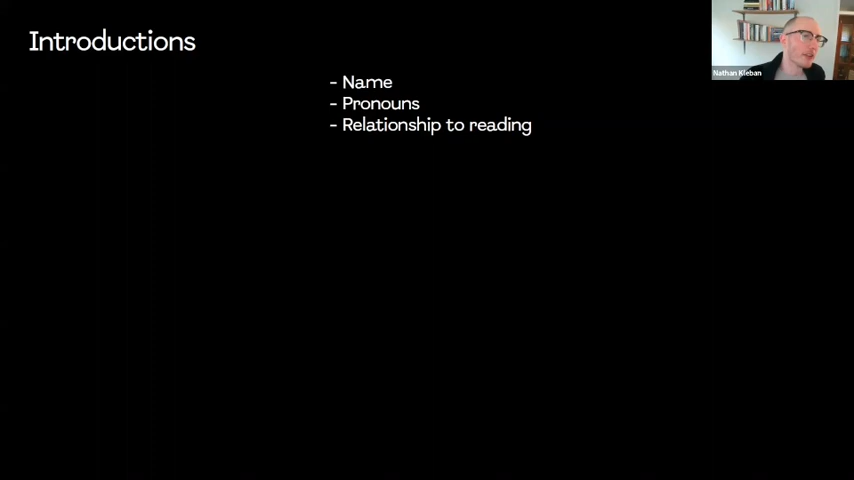 Introductions
- Name
- Pronouns
- Relationship to reading
Nathan Kleban